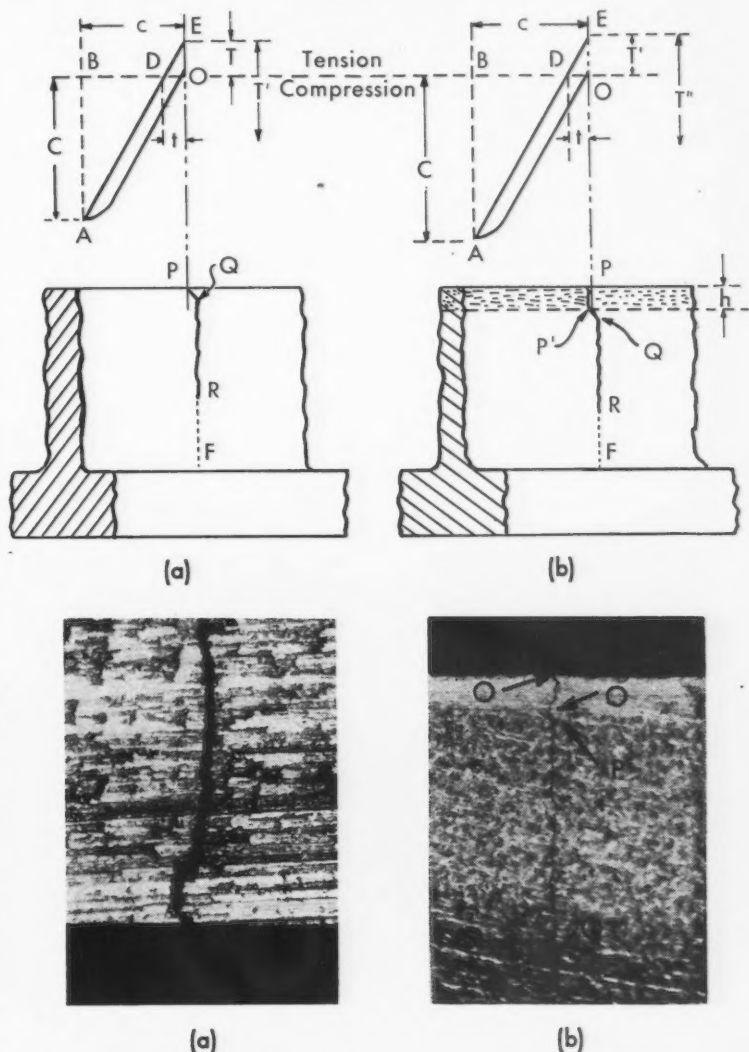 c E c E
B D T B D T'
Tension
O
Compression
T' T"
C t C t O
A A
P Q P
h
P' Q
R R
F F
(a) (b)
O O
P
(a) (b)